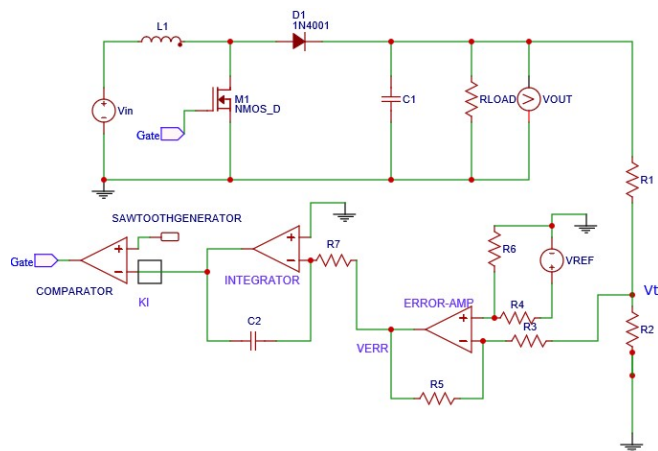 D1
1N4001
L1
Vin
M1
NMOS_D
Gate
C1
RLOAD
VOUT
R1
SAWTOOTHGENERATOR
Gate
COMPARATOR
KI
INTEGRATOR
R7
C2
R6
VREF
ERROR-AMP
R4
R3
Vt
R2
VERR
R5